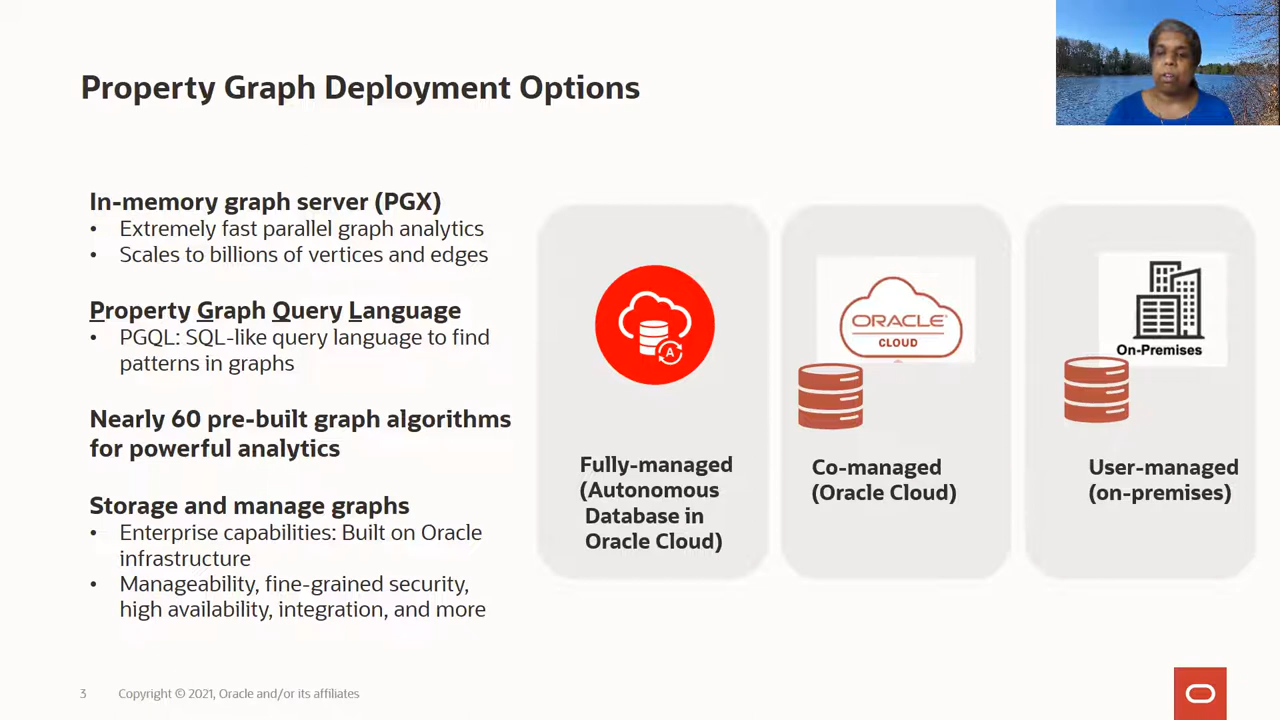 Property Graph Deployment Options
In-memory graph server (PGX)
• Extremely fast parallel graph analytics
• Scales to billions of vertices and edges
Property Graph Query Language
• PGQL: SQL-like query language to find
patterns in graphs
Nearly 60 pre-built graph algorithms
for powerful analytics
Storage and manage graphs
• Enterprise capabilities: Built on Oracle
infrastructure
• Manageability, fine-grained security,
high availability, integration, and more
A
Fully-managed
(Autonomous
Database in
Oracle Cloud)
ORACLE
CLOUD
Co-managed
(Oracle Cloud)
On-Premises
User-managed
(on-premises)
3 Copyright © 2021, Oracle and/or its affiliates